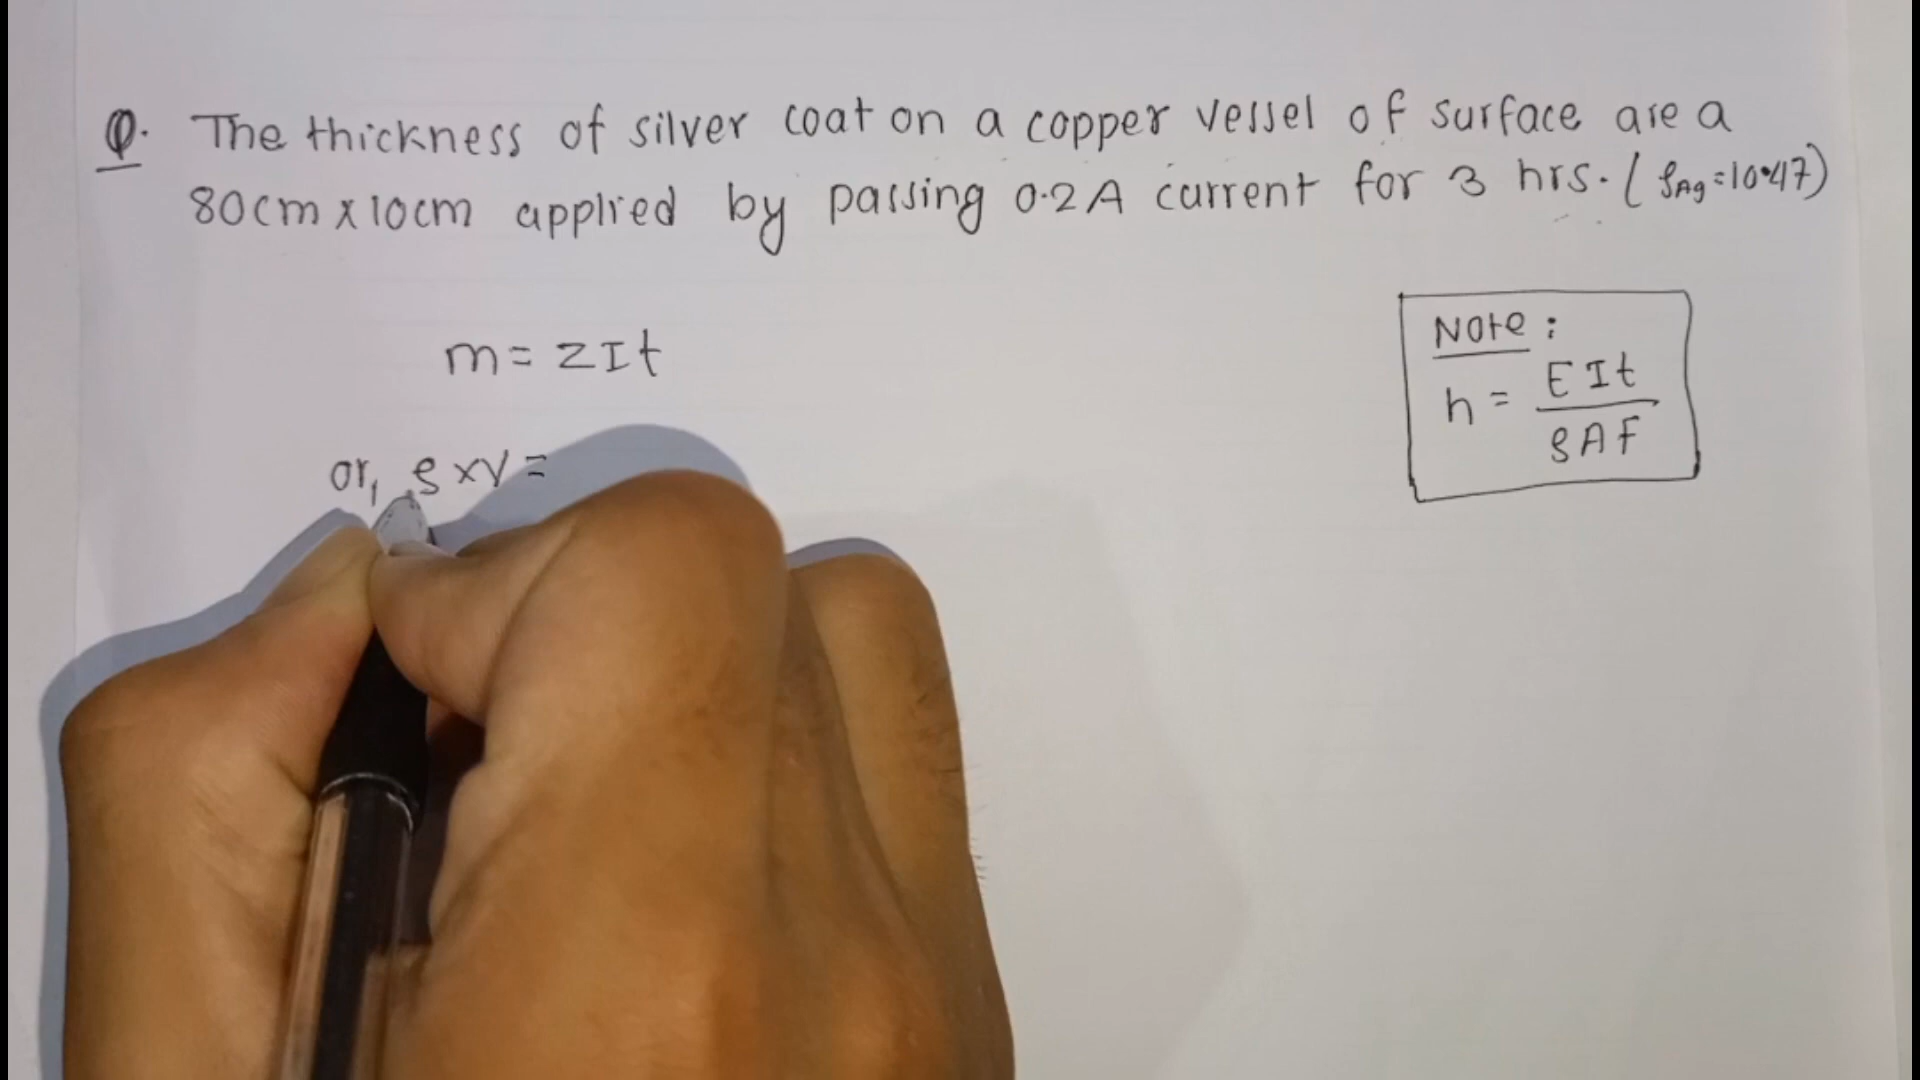 Q. The thickness of silver coat on a copper vessel of surface area
80cm x 10cm applied by passing 0.2A current for 3 hrs. (ρAg = 10.47)
m = ZIt
or, ρ x V =
Note:
h = EIt / ρAF